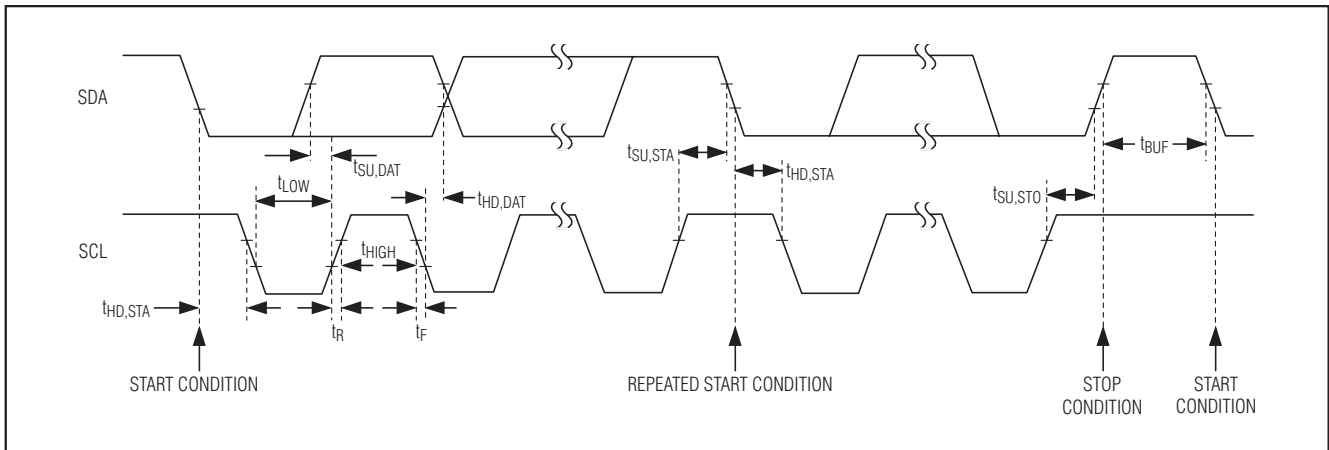 SDA
tSU,STA
tBUF
tSU,DAT
tLOW
tHD,STA
tHD,DAT
tSU,STO
SCL
tHIGH
tHD,STA
tR
tF
START CONDITION
REPEATED START CONDITION
STOP
CONDITION
START
CONDITION